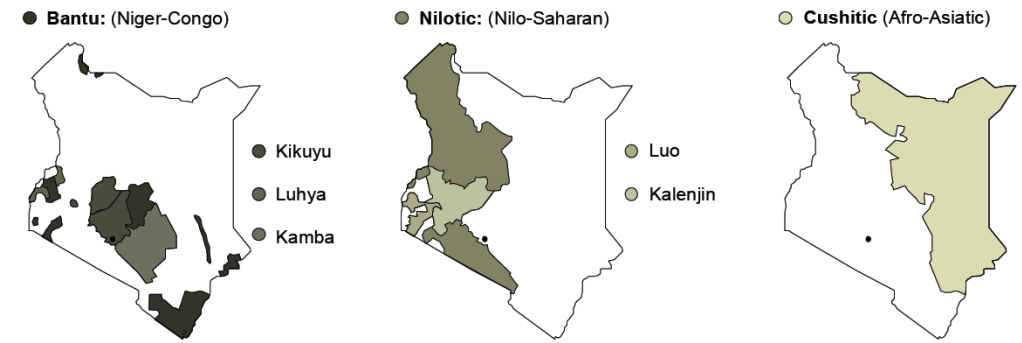 Bantu: (Niger-Congo)
Kikuyu
Luhya
Kamba
Nilotic: (Nilo-Saharan)
Luo
Kalenjin
Cushitic (Afro-Asiatic)